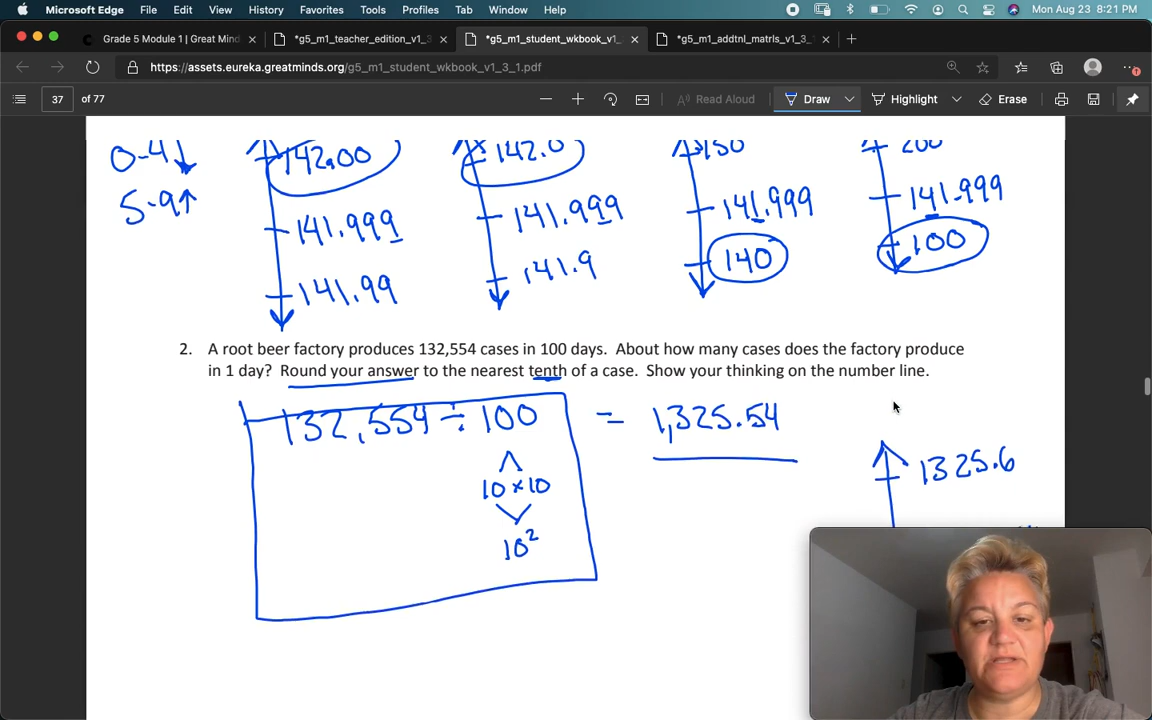 Microsoft Edge File Edit View History Favorites Tools Profiles Tab Window Help Mon Aug 23 8:21 PM
Grade 5 Module 1 | Great Mind *g5_m1_teacher_edition_v1_3_ *g5_m1_student_wkbook_v1_ *g5_m1_addtnl_matrls_v1_3_
https://assets.eureka.greatminds.org/g5_m1_student_wkbook_v1_3_1.pdf
37 of 77 Read Aloud Draw Highlight Erase
0-4↓ 142.00 142.0 150 200
5-9↑ 141.999 141.999 141.999 141.999
141.99 141.9 140 100
2. A root beer factory produces 132,554 cases in 100 days. About how many cases does the factory produce
in 1 day? Round your answer to the nearest tenth of a case. Show your thinking on the number line.
132,554 ÷ 100 = 1,325.54
1325.6
10×10
10²